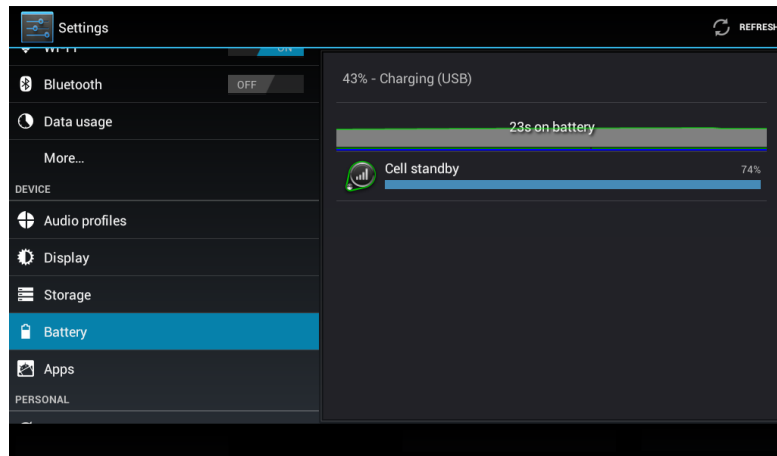 Settings
REFRESH
ON
Bluetooth
OFF
Data usage
More...
DEVICE
Audio profiles
Display
Storage
Battery
Apps
PERSONAL
43% - Charging (USB)
23s on battery
Cell standby
74%